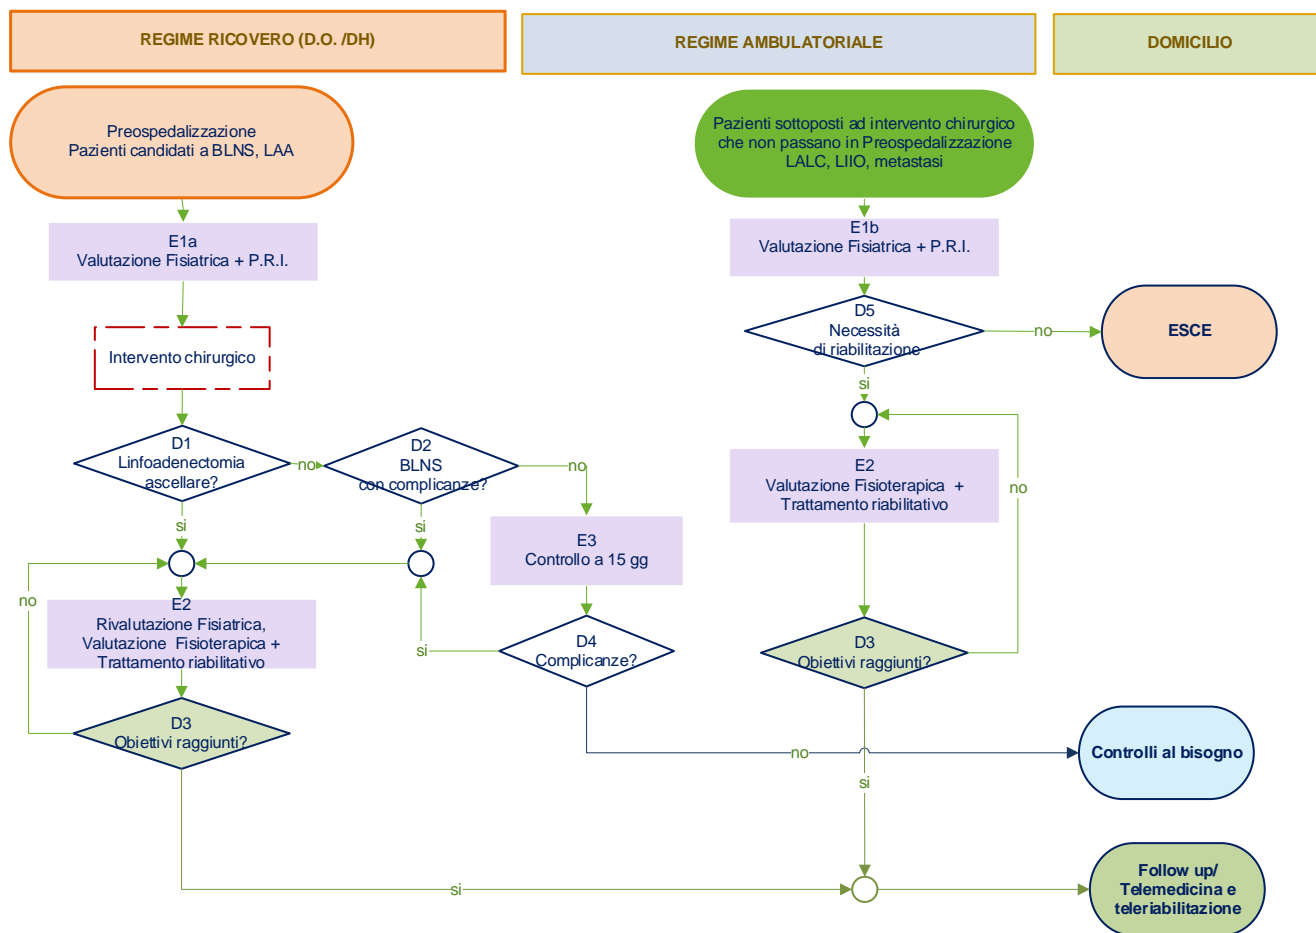 REGIME RICOVERO (D.O. /DH)
REGIME AMBULATORIALE
DOMICILIO
Preospedalizzazione
Pazienti candidati a BLNS, LAA
Pazienti sottoposti ad intervento chirurgico
che non passano in Preospedalizzazione
LALC, LIIO, metastasi
E1a
Valutazione Fisiatrica + P.R.I.
E1b
Valutazione Fisiatrica + P.R.I.
Intervento chirurgico
D5
Necessità
di riabilitazione
no
ESCE
si
D1
Linfoadenectomia
ascellare?
no
D2
BLNS
con complicanze?
no
E2
Valutazione Fisioterapica +
Trattamento riabilitativo
no
si
si
E3
Controllo a 15 gg
no
E2
Rivalutazione Fisiatrica,
Valutazione Fisioterapica +
Trattamento riabilitativo
si
D4
Complicanze?
D3
Obiettivi raggiunti?
D3
Obiettivi raggiunti?
no
Controlli al bisogno
si
si
Follow up/
Telemedicina e
teleriabilitazione